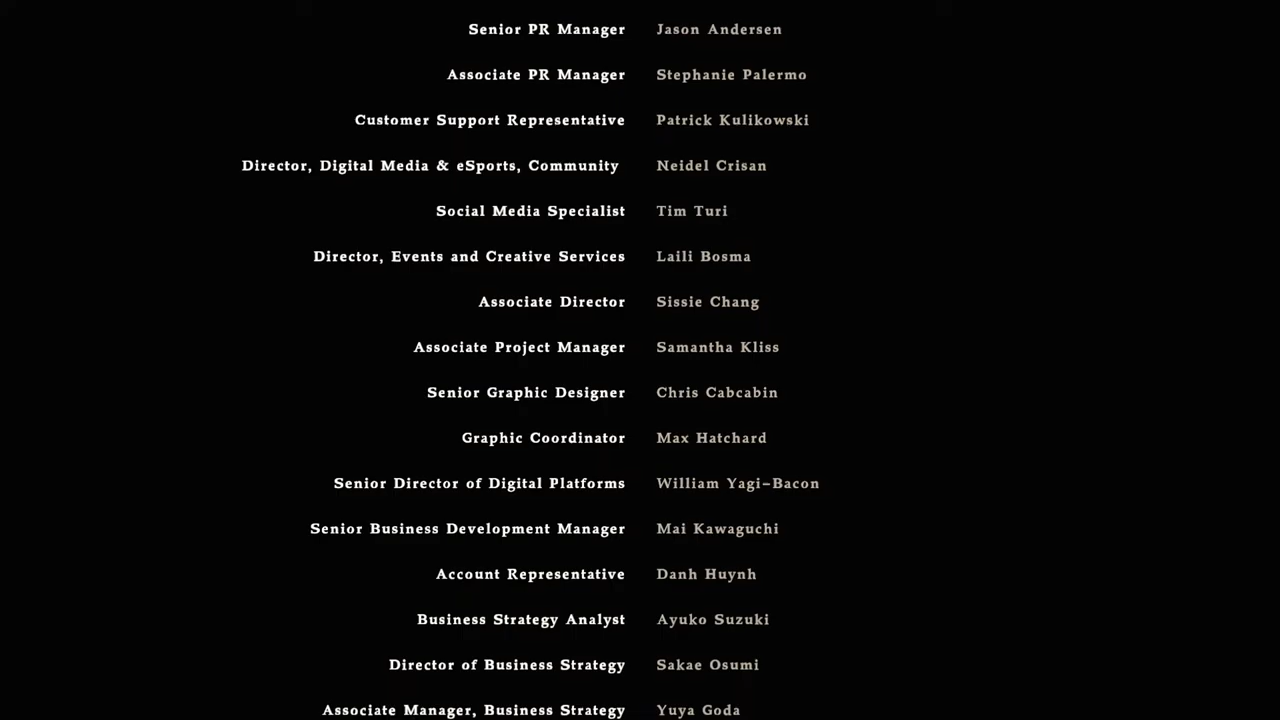 Senior PR Manager Jason Andersen
Associate PR Manager Stephanie Palermo
Customer Support Representative Patrick Kulikowski
Director, Digital Media & eSports, Community Neidel Crisan
Social Media Specialist Tim Turi
Director, Events and Creative Services Laili Bosma
Associate Director Sissie Chang
Associate Project Manager Samantha Kliss
Senior Graphic Designer Chris Cabcabin
Graphic Coordinator Max Hatchard
Senior Director of Digital Platforms William Yagi-Bacon
Senior Business Development Manager Mai Kawaguchi
Account Representative Danh Huynh
Business Strategy Analyst Ayuko Suzuki
Director of Business Strategy Sakae Osumi
Associate Manager, Business Strategy Yuya Goda